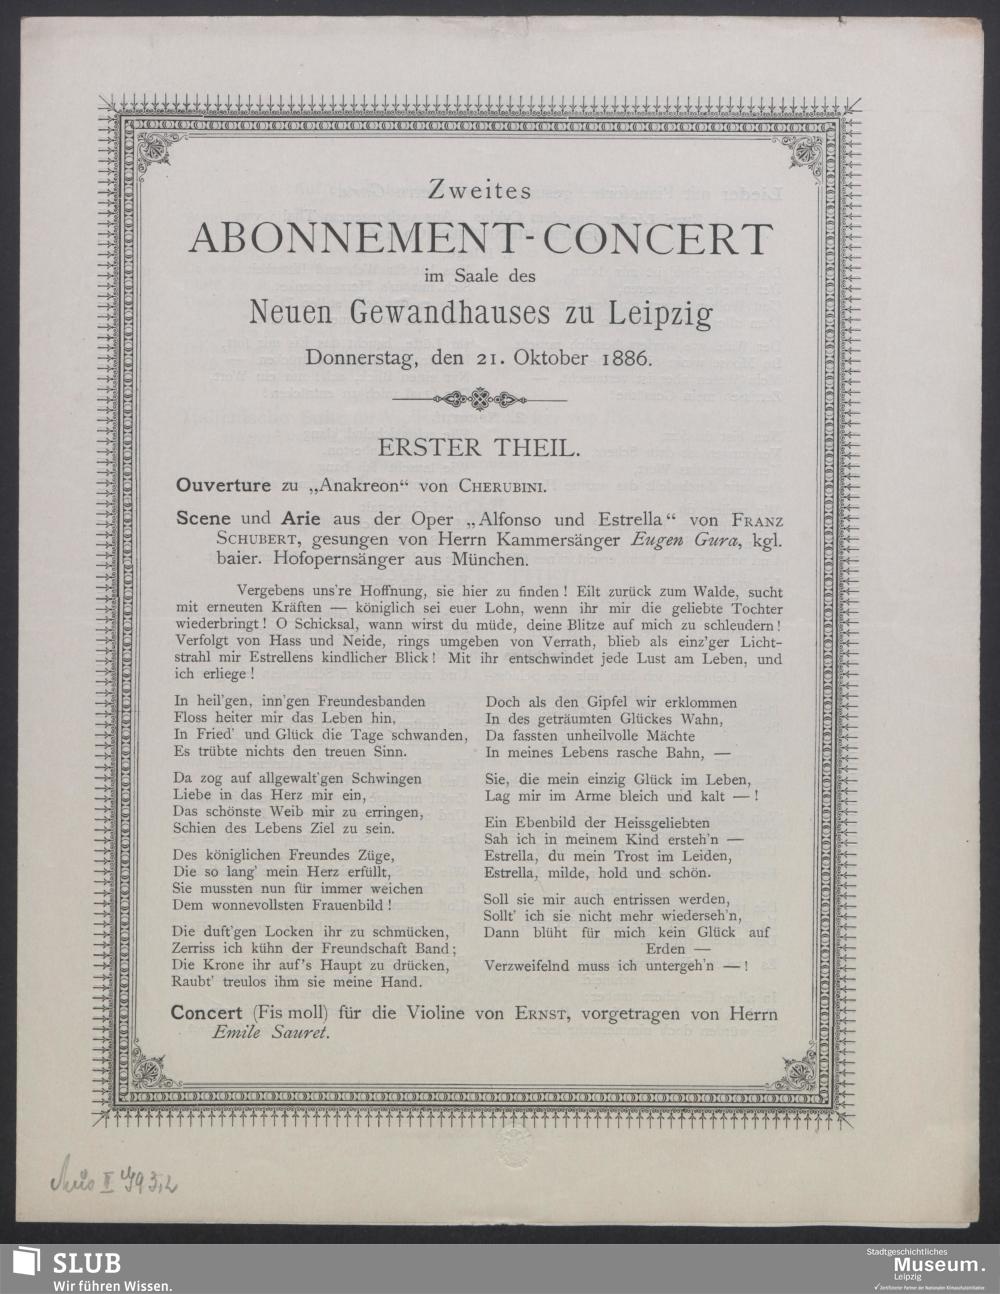 Zweites
ABONNEMENT-CONCERT
im Saale des
Neuen Gewandhauses zu Leipzig
Donnerstag, den 21. Oktober 1886.
ERSTER THEIL.
Ouverture zu „Anakreon“ von CHERUBINI.
Scene und Arie aus der Oper „Alfonso und Estrella“ von FRANZ
SCHUBERT, gesungen von Herrn Kammersänger Eugen Gura, kgl.
baier. Hofopernsänger aus München.
Vergebens uns're Hoffnung, sie hier zu finden! Eilt zurück zum Walde, sucht
mit erneuten Kräften — königlich sei euer Lohn, wenn ihr mir die geliebte Tochter
wiederbringt! O Schicksal, wann wirst du müde, deine Blitze auf mich zu schleudern!
Verfolgt von Hass und Neide, rings umgeben von Verrath, blieb als einz'ger Licht-
strahl mir Estrellens kindlicher Blick! Mit ihr entschwindet jede Lust am Leben, und
ich erliege!
In heil'gen, inn'gen Freundesbanden
Floss heiter mir das Leben hin,
In Fried' und Glück die Tage schwanden,
Es trübte nichts den treuen Sinn.
Da zog auf allgewalt'gen Schwingen
Liebe in das Herz mir ein,
Das schönste Weib mir zu erringen,
Schien des Lebens Ziel zu sein.
Des königlichen Freundes Züge,
Die so lang' mein Herz erfüllt,
Sie mussten nun für immer weichen
Dem wonnevollsten Frauenbild!
Die duft'gen Locken ihr zu schmücken,
Zerriss ich kühn der Freundschaft Band;
Die Krone ihr auf's Haupt zu drücken,
Raubt' treulos ihm sie meine Hand.
Doch als den Gipfel wir erklommen
In des geträumten Glückes Wahn,
Da fassten unheilvolle Mächte
In meines Lebens rasche Bahn, —
Sie, die mein einzig Glück im Leben,
Lag mir im Arme bleich und kalt — !
Ein Ebenbild der Heissgeliebten
Sah ich in meinem Kind ersteh'n —
Estrella, du mein Trost im Leiden,
Estrella, milde, hold und schön.
Soll sie mir auch entrissen werden,
Sollt' ich sie nicht mehr wiederseh'n,
Dann blüht für mich kein Glück auf
Erden —
Verzweifelnd muss ich untergeh'n — !
Concert (Fis moll) für die Violine von ERNST, vorgetragen von Herrn
Emile Sauret.
SLUB
Wir führen Wissen.
Stadtgeschichtliches
Museum.
Leipzig
Zertifizierter Partner der Nationalen Klimaschutzinitiative